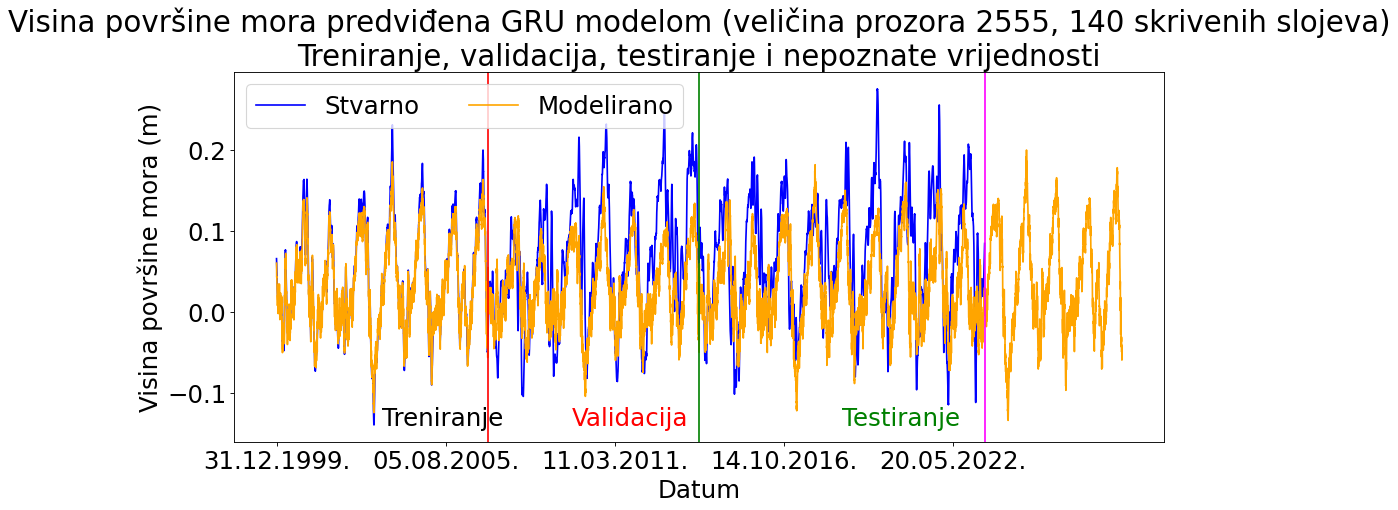 Visina površine mora predviđena GRU modelom (veličina prozora 2555, 140 skrivenih slojeva)
Treniranje, validacija, testiranje i nepoznate vrijednosti
Stvarno Modelirano
Visina površine mora (m)
0.2
0.1
0.0
−0.1
Treniranje Validacija Testiranje
31.12.1999. 05.08.2005. 11.03.2011. 14.10.2016. 20.05.2022.
Datum